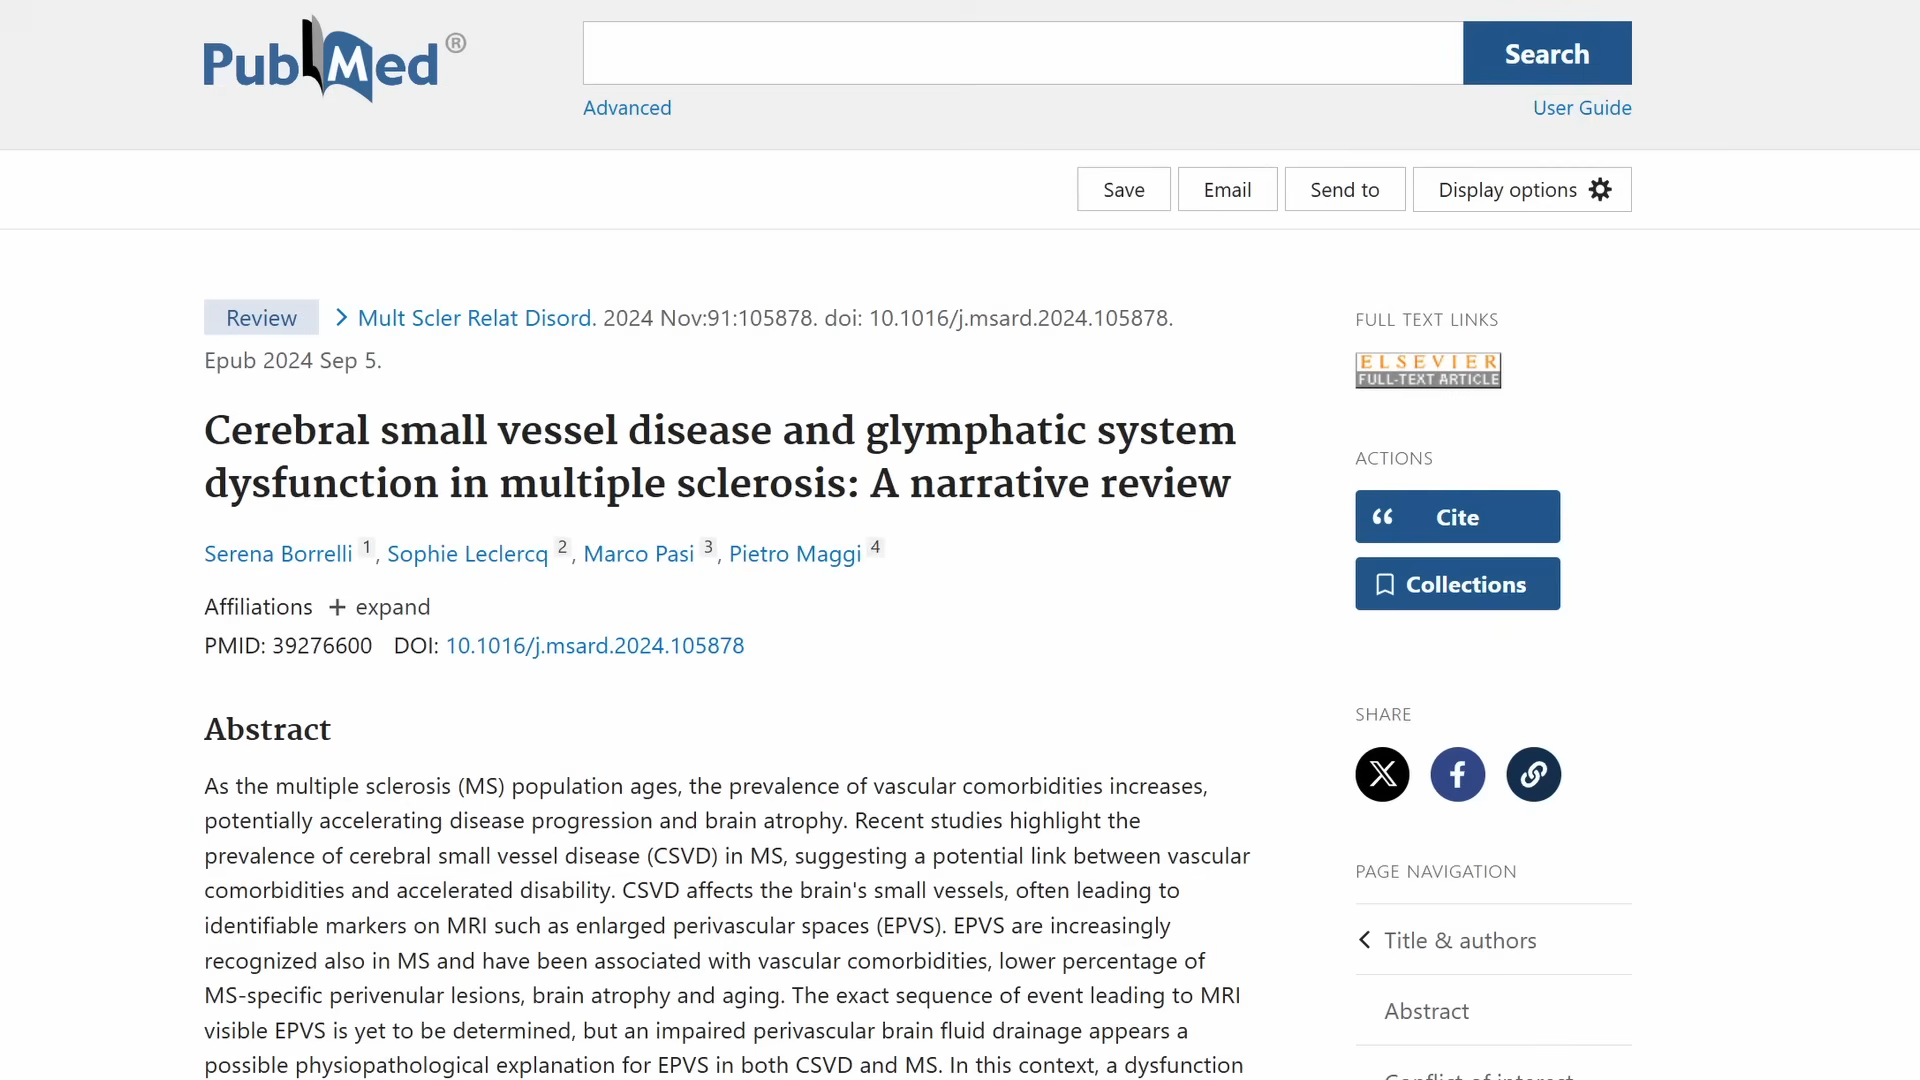 PubMed®
Search
Advanced
User Guide
Save
Email
Send to
Display options
Review
Mult Scler Relat Disord. 2024 Nov:91:105878. doi: 10.1016/j.msard.2024.105878.
Epub 2024 Sep 5.
Cerebral small vessel disease and glymphatic system
dysfunction in multiple sclerosis: A narrative review
Serena Borrelli 1, Sophie Leclercq 2, Marco Pasi 3, Pietro Maggi 4
Affiliations + expand
PMID: 39276600 DOI: 10.1016/j.msard.2024.105878
Abstract
As the multiple sclerosis (MS) population ages, the prevalence of vascular comorbidities increases,
potentially accelerating disease progression and brain atrophy. Recent studies highlight the
prevalence of cerebral small vessel disease (CSVD) in MS, suggesting a potential link between vascular
comorbidities and accelerated disability. CSVD affects the brain's small vessels, often leading to
identifiable markers on MRI such as enlarged perivascular spaces (EPVS). EPVS are increasingly
recognized also in MS and have been associated with vascular comorbidities, lower percentage of
MS-specific perivenular lesions, brain atrophy and aging. The exact sequence of event leading to MRI
visible EPVS is yet to be determined, but an impaired perivascular brain fluid drainage appears a
possible physiopathological explanation for EPVS in both CSVD and MS. In this context, a dysfunction
FULL TEXT LINKS
ELSEVIER
FULL-TEXT ARTICLE
ACTIONS
Cite
Collections
SHARE
PAGE NAVIGATION
Title & authors
Abstract
Conflict of interest